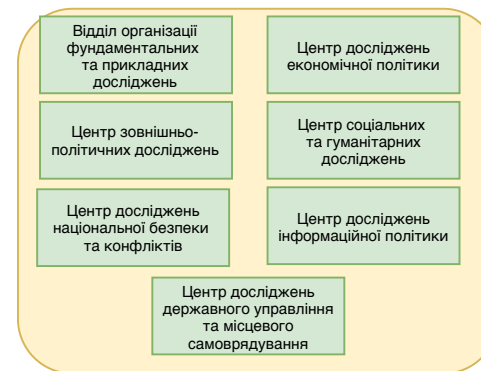 Відділ організації
фундаментальних
та прикладних
досліджень
Центр досліджень
економічної політики
Центр зовнішньо-
політичних досліджень
Центр соціальних
та гуманітарних
досліджень
Центр досліджень
національної безпеки
та конфліктів
Центр досліджень
інформаційної політики
Центр досліджень
державного управління
та місцевого
самоврядування